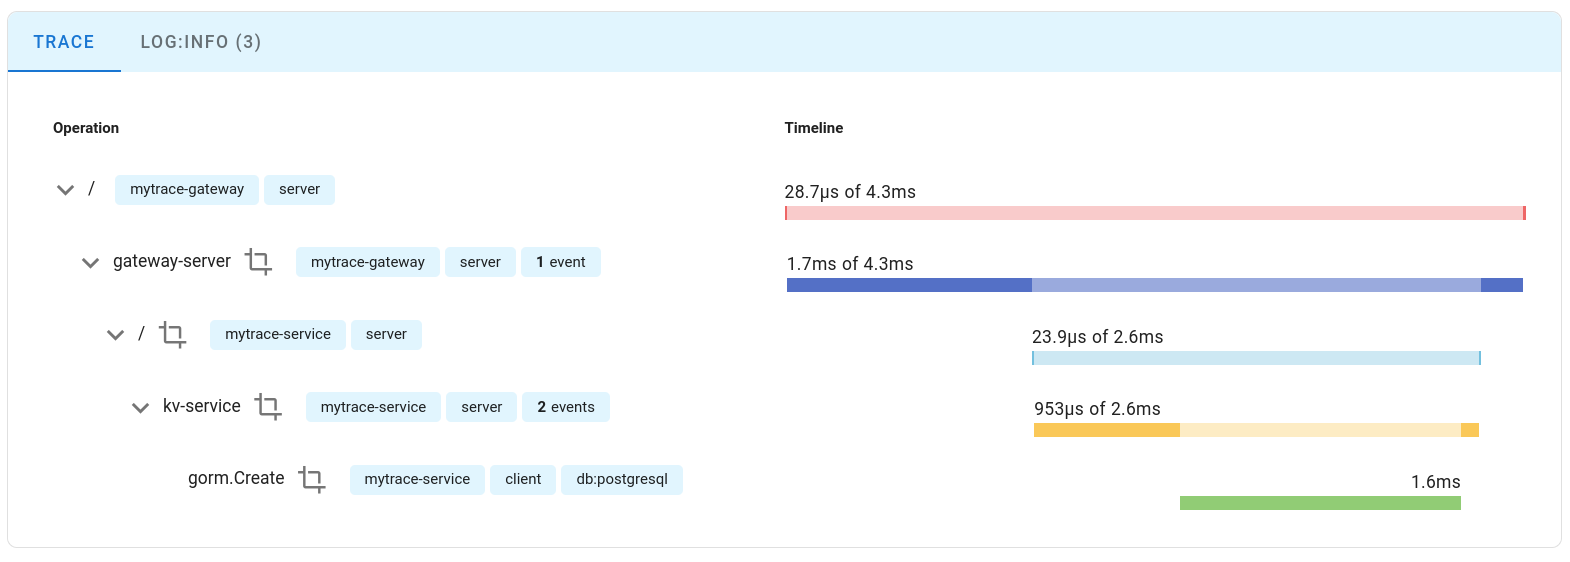 TRACE LOG:INFO (3)
Operation Timeline
/ mytrace-gateway server 28.7µs of 4.3ms
gateway-server mytrace-gateway server 1 event 1.7ms of 4.3ms
/ mytrace-service server 23.9µs of 2.6ms
kv-service mytrace-service server 2 events 953µs of 2.6ms
gorm.Create mytrace-service client db:postgresql 1.6ms